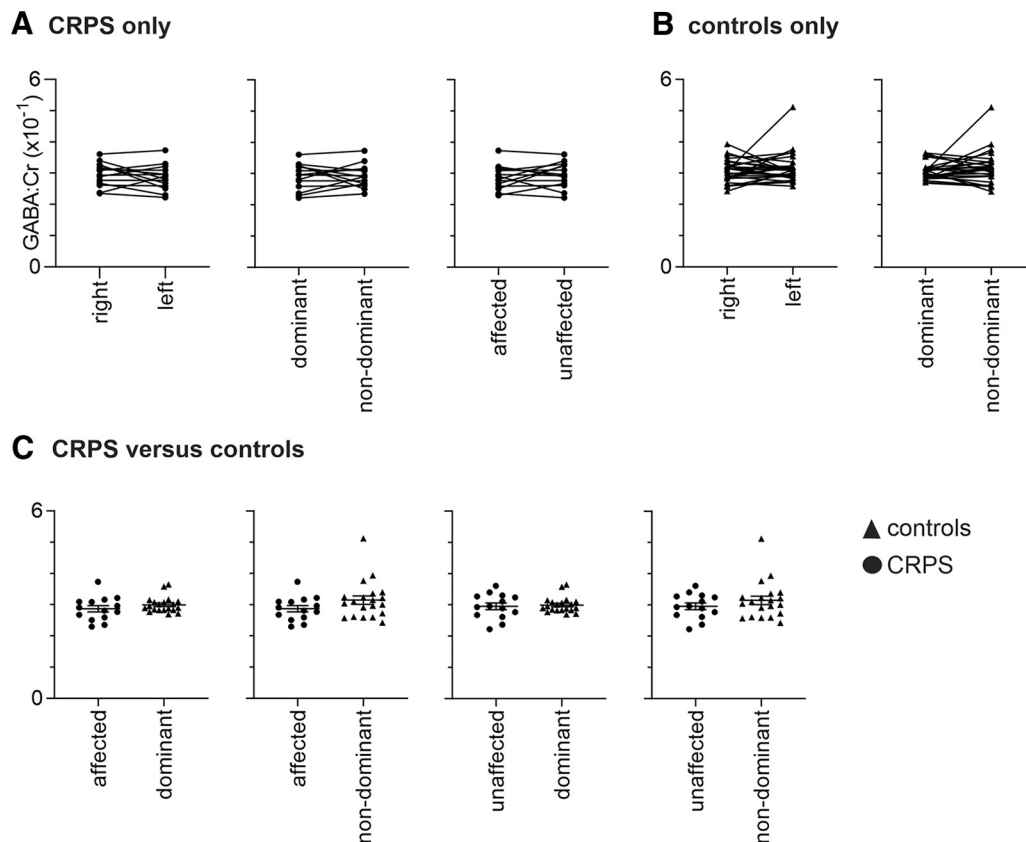 A CRPS only
B controls only
6
0
GABA:Cr (x10⁻¹)
right
left
dominant
non-dominant
affected
unaffected
6
0
right
left
dominant
non-dominant
C CRPS versus controls
6
0
affected
dominant
affected
non-dominant
unaffected
dominant
unaffected
non-dominant
controls
CRPS